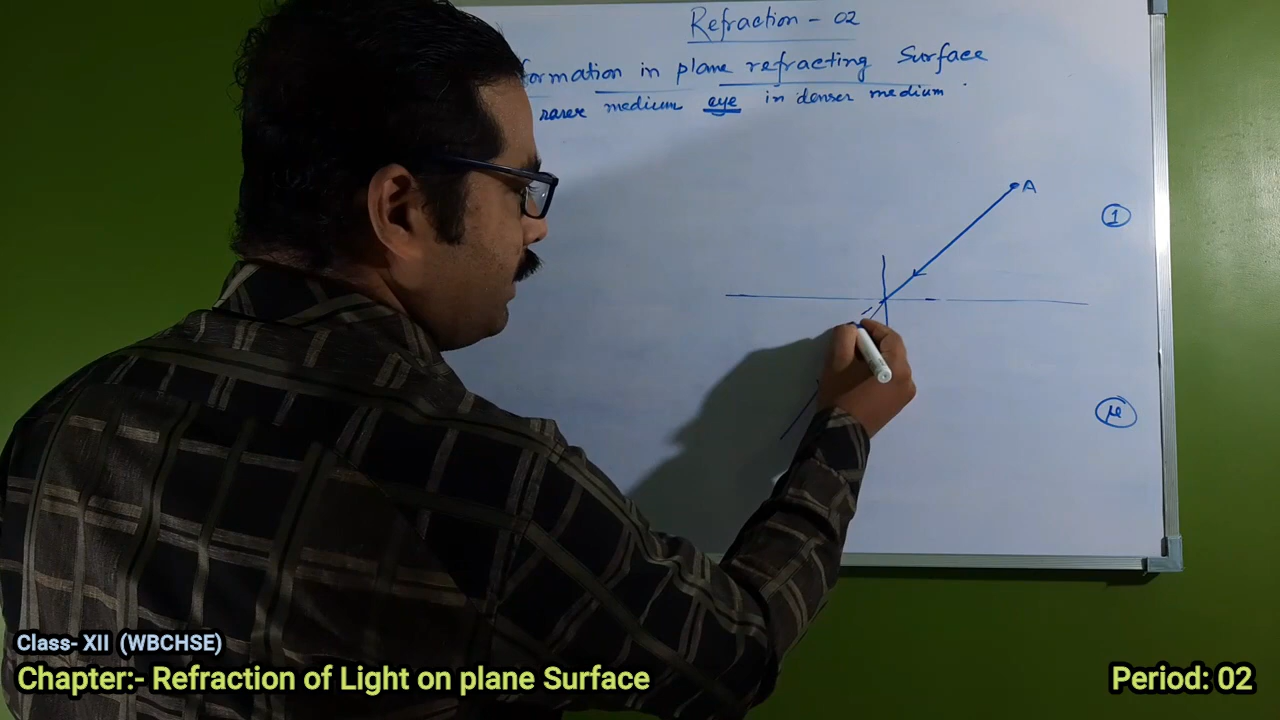 Refraction - 02
formation in plane refracting Surface
rarer medium eye in denser medium
A
1
μ
Class- XII (WBCHSE)
Chapter:- Refraction of Light on plane Surface
Period: 02